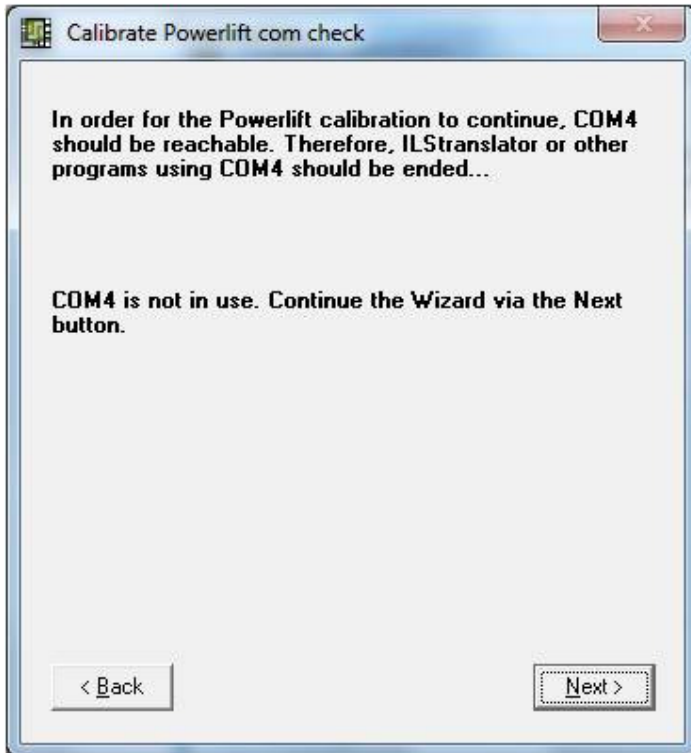 Calibrate Powerlift com check
In order for the Powerlift calibration to continue, COM4
should be reachable. Therefore, ILStranslator or other
programs using COM4 should be ended...
COM4 is not in use. Continue the Wizard via the Next
button.
< Back
Next >